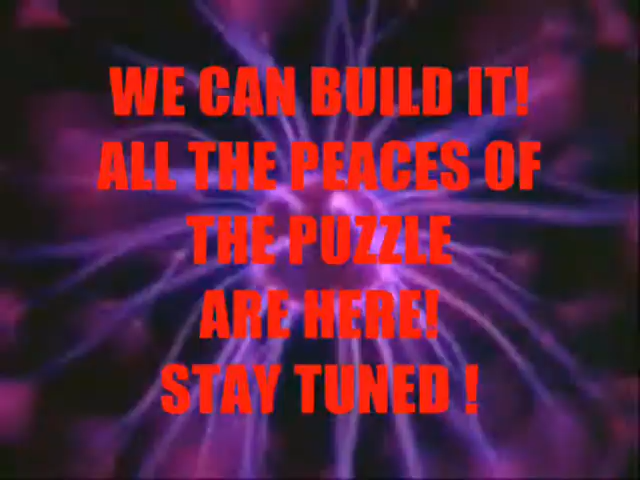 WE CAN BUILD IT!
ALL THE PEACES OF
THE PUZZLE
ARE HERE!
STAY TUNED !